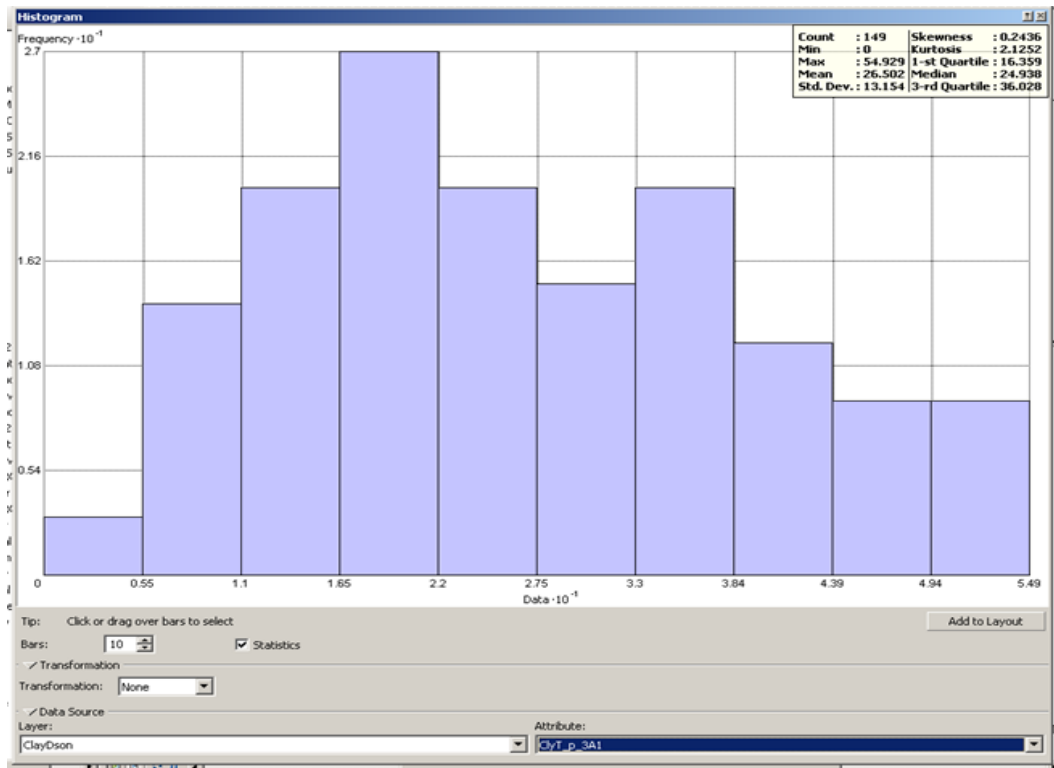 Histogram
Frequency · 10⁻¹
Count : 149 Skewness : 0.2436
Min : 0 Kurtosis : 2.1252
Max : 54.929 1-st Quartile : 16.359
Mean : 26.502 Median : 24.938
Std. Dev. : 13.154 3-rd Quartile : 36.028
2.7
2.16
1.62
1.08
0.54
0 0.55 1.1 1.65 2.2 2.75 3.3 3.84 4.39 4.94 5.49
Data · 10⁻¹
Tip: Click or drag over bars to select
Add to Layout
Bars: 10 Statistics
Transformation
Transformation: None
Data Source
Layer: Attribute:
ClayDson ClyT_p_3A1